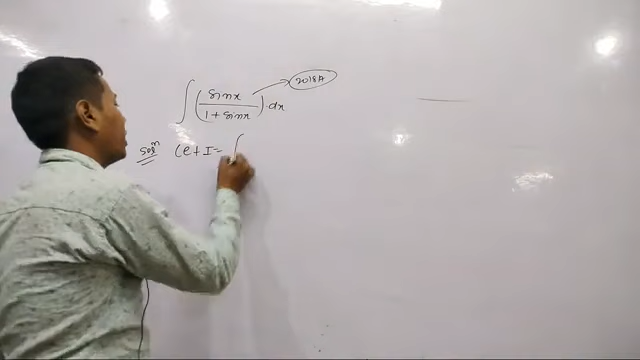 ∫ (sinx / 1 + sinx) · dx → 2018A
Solⁿ Let I = ∫